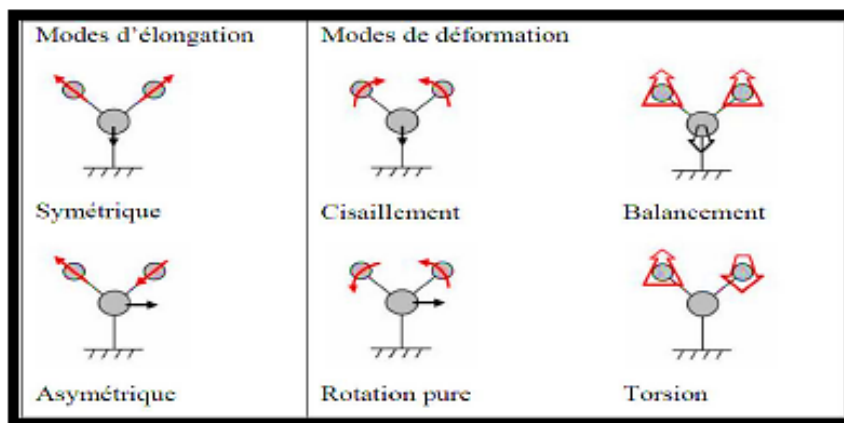 Modes d'élongation
Modes de déformation
Symétrique
Cisaillement
Balancement
Asymétrique
Rotation pure
Torsion